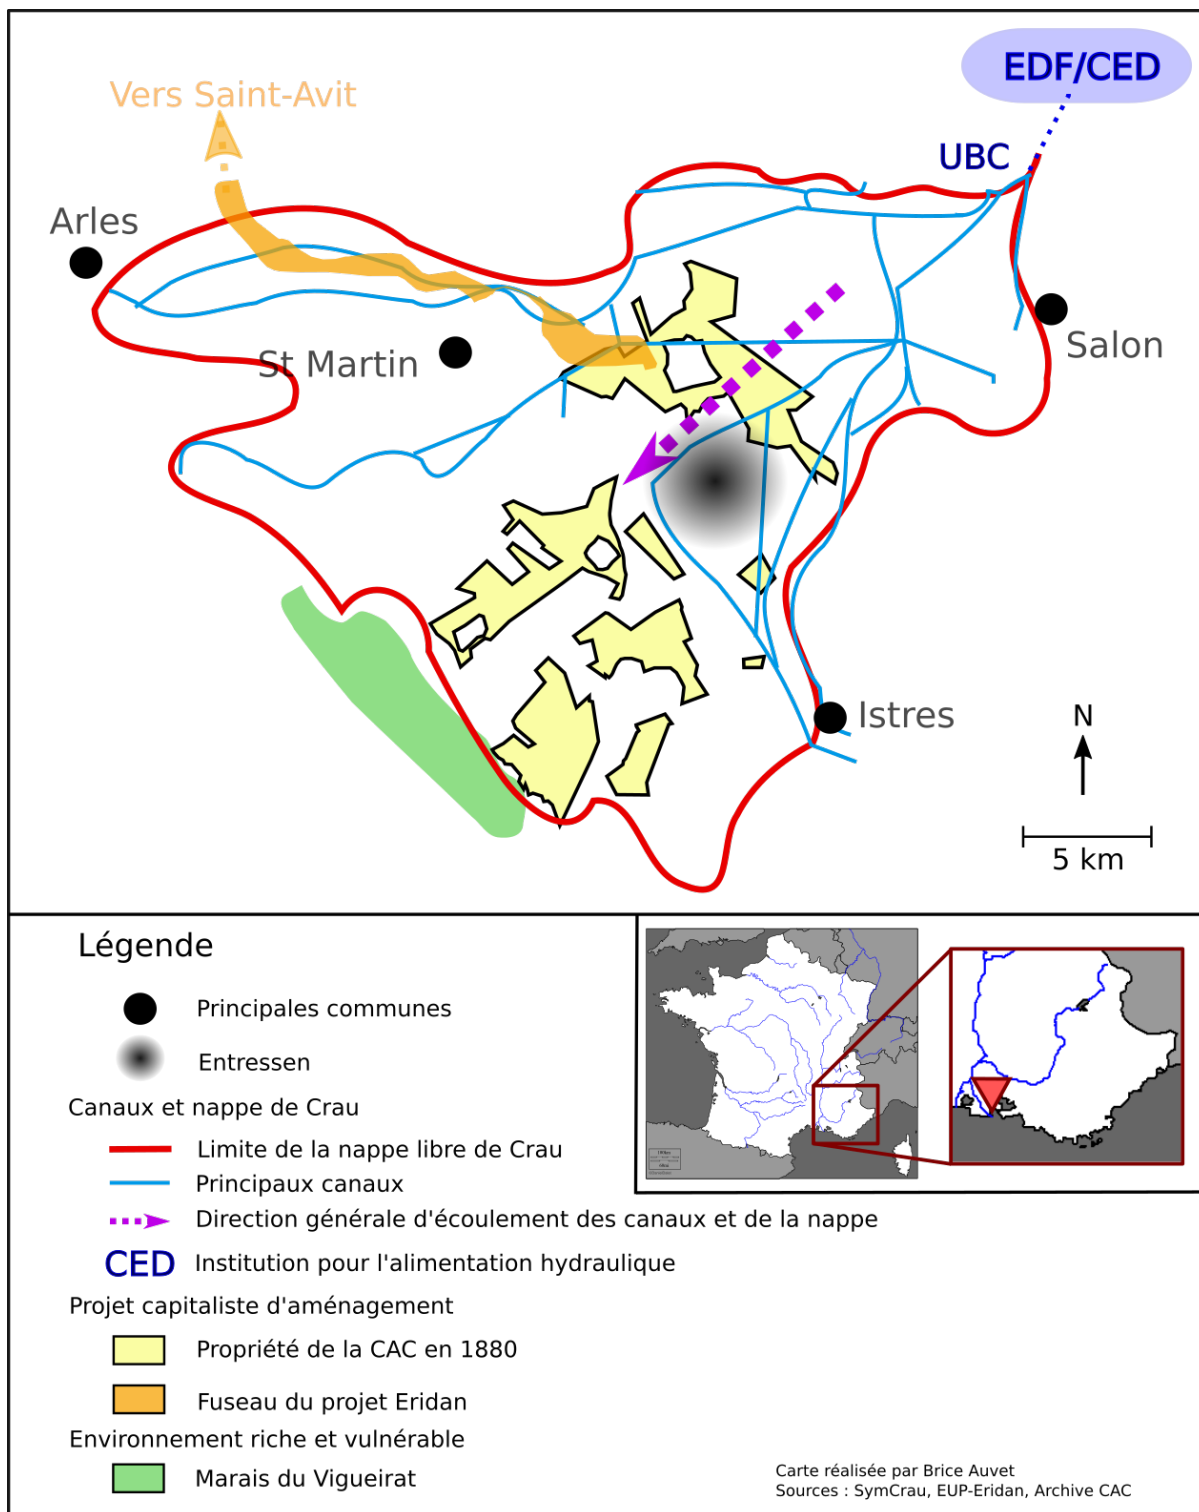 EDF/CED
Vers Saint-Avit
UBC
Arles
Salon
St Martin
Istres
N
5 km
Légende
Principales communes
Entressen
Canaux et nappe de Crau
Limite de la nappe libre de Crau
Principaux canaux
Direction générale d'écoulement des canaux et de la nappe
CED Institution pour l'alimentation hydraulique
Projet capitaliste d'aménagement
Propriété de la CAC en 1880
Fuseau du projet Eridan
Environnement riche et vulnérable
Marais du Vigueirat
Carte réalisée par Brice Auvet
Sources : SymCrau, EUP-Eridan, Archive CAC